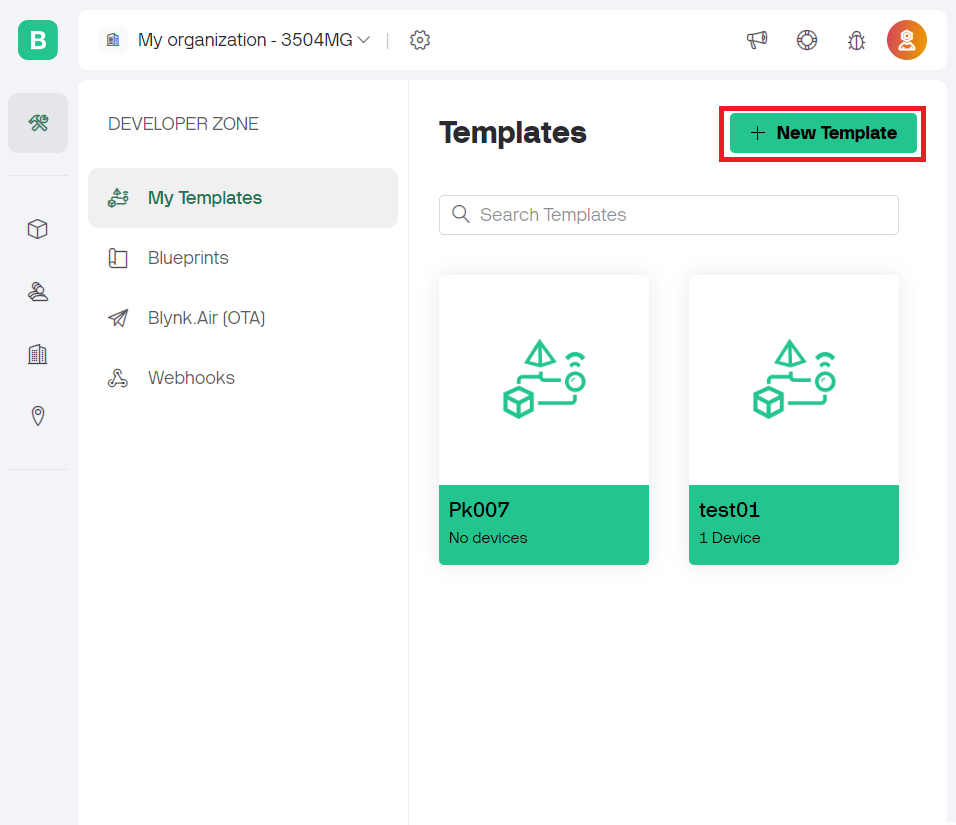 B
My organization - 3504MG
DEVELOPER ZONE
My Templates
Blueprints
Blynk.Air (OTA)
Webhooks
Templates
+ New Template
Search Templates
Pk007
No devices
test01
1 Device